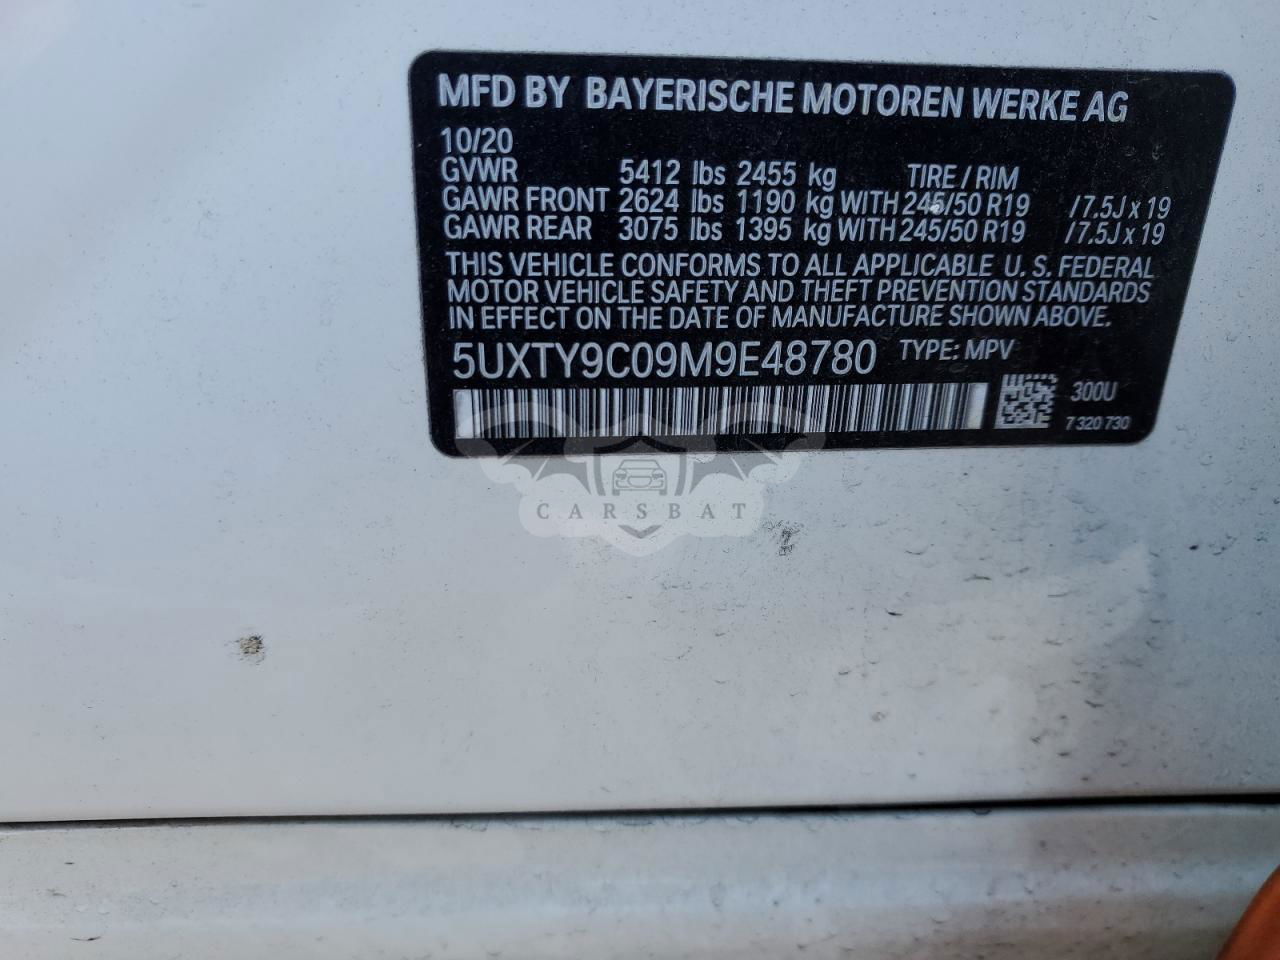 MFD BY BAYERISCHE MOTOREN WERKE AG
10/20
GVWR 5412 lbs 2455 kg TIRE / RIM
GAWR FRONT 2624 lbs 1190 kg WITH 245/50 R19 /7.5J x 19
GAWR REAR 3075 lbs 1395 kg WITH 245/50 R19 /7.5J x 19
THIS VEHICLE CONFORMS TO ALL APPLICABLE U. S. FEDERAL
MOTOR VEHICLE SAFETY AND THEFT PREVENTION STANDARDS
IN EFFECT ON THE DATE OF MANUFACTURE SHOWN ABOVE.
5UXTY9C09M9E48780 TYPE: MPV
300U
7 320 730
CARSBAT